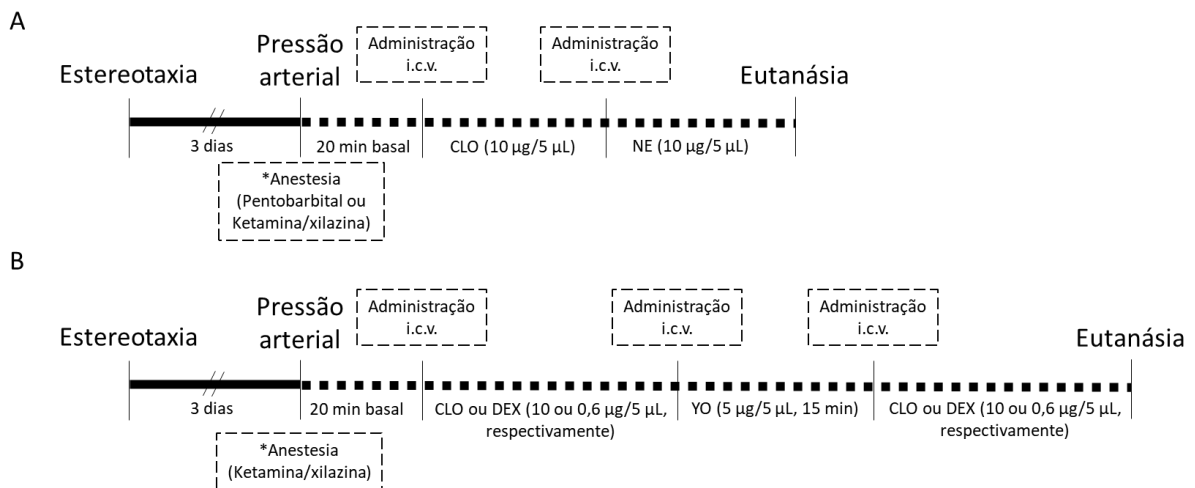 A
Estereotaxia
Pressão
arterial
Administração
i.c.v.
Administração
i.c.v.
Eutanásia
3 dias
20 min basal
CLO (10 µg/5 µL)
NE (10 µg/5 µL)
*Anestesia
(Pentobarbital ou
Ketamina/xilazina)
B
Estereotaxia
Pressão
arterial
Administração
i.c.v.
Administração
i.c.v.
Administração
i.c.v.
Eutanásia
3 dias
20 min basal
CLO ou DEX (10 ou 0,6 µg/5 µL,
respectivamente)
YO (5 µg/5 µL, 15 min)
CLO ou DEX (10 ou 0,6 µg/5 µL,
respectivamente)
*Anestesia
(Ketamina/xilazina)